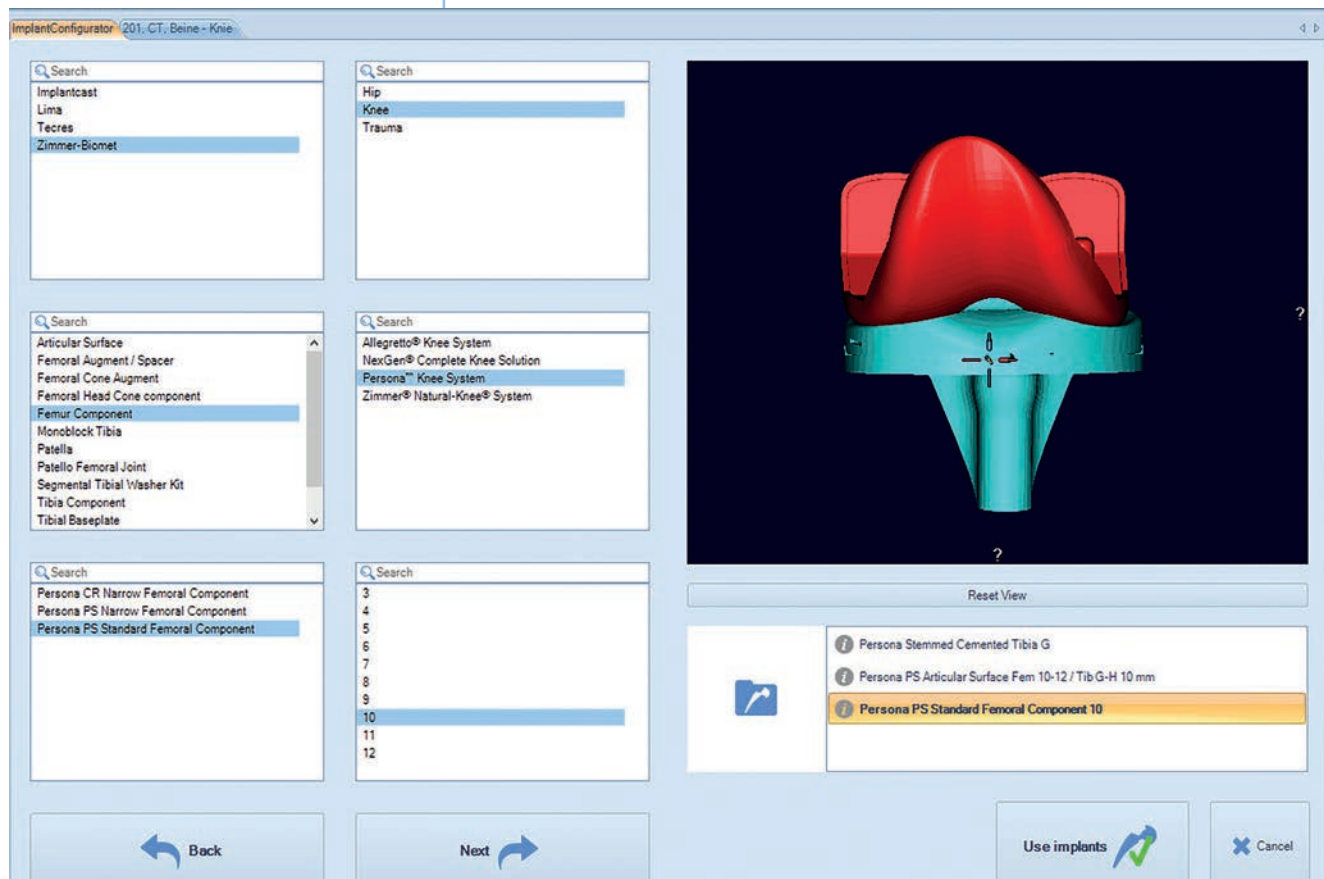 ImplantConfigurator 201, CT, Beine - Knie
Search
Implantcast
Lima
Tecres
Zimmer-Biomet
Search
Hip
Knee
Trauma
Search
Articular Surface
Femoral Augment / Spacer
Femoral Cone Augment
Femoral Head Cone component
Femur Component
Monoblock Tibia
Patella
Patello Femoral Joint
Segmental Tibial Washer Kit
Tibia Component
Tibial Baseplate
Search
Allegretto® Knee System
NexGen® Complete Knee Solution
Persona™ Knee System
Zimmer® Natural-Knee® System
Search
Persona CR Narrow Femoral Component
Persona PS Narrow Femoral Component
Persona PS Standard Femoral Component
Search
3
4
5
6
7
8
9
10
11
12
?
?
Reset View
Persona Stemmed Cemented Tibia G
Persona PS Articular Surface Fem 10-12 / Tib G-H 10 mm
Persona PS Standard Femoral Component 10
Back
Next
Use implants
Cancel